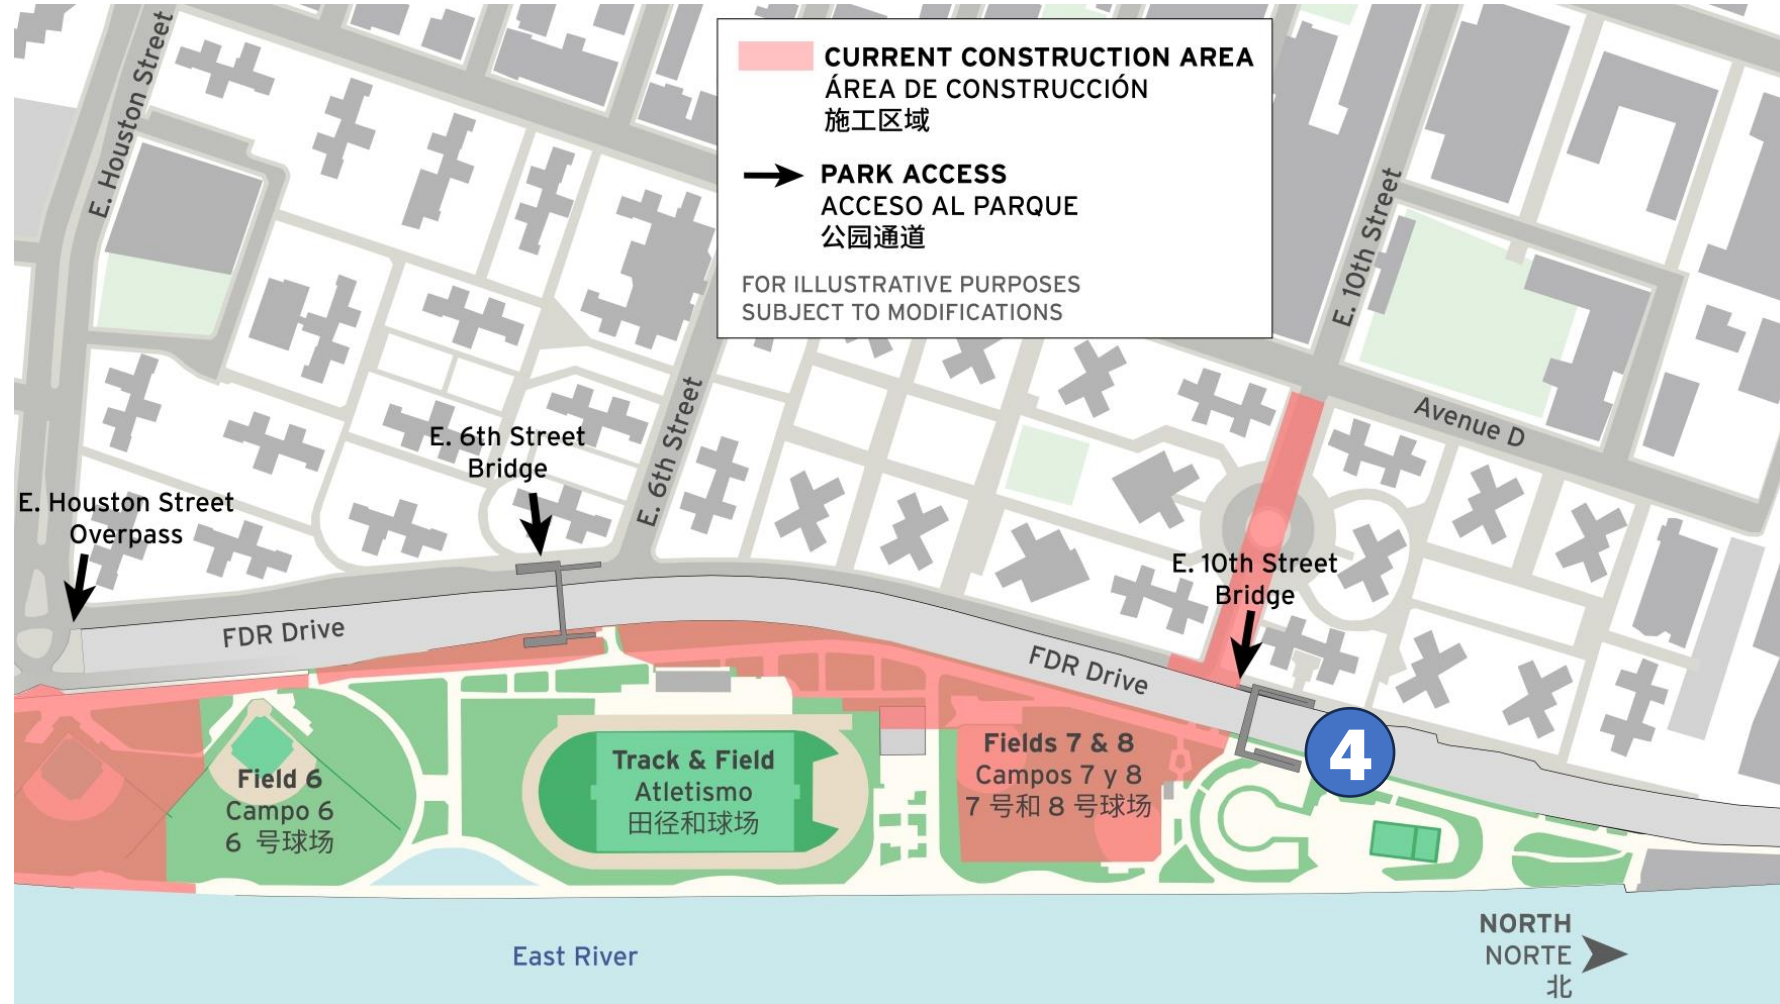 E. Houston Street
CURRENT CONSTRUCTION AREA
ÁREA DE CONSTRUCCIÓN
施工区域
PARK ACCESS
ACCESO AL PARQUE
公园通道
FOR ILLUSTRATIVE PURPOSES
SUBJECT TO MODIFICATIONS
E. 10th Street
Avenue D
E. 6th Street
E. 6th Street
Bridge
E. Houston Street
Overpass
E. 10th Street
Bridge
FDR Drive
FDR Drive
4
Field 6
Campo 6
6 号球场
Track & Field
Atletismo
田径和球场
Fields 7 & 8
Campos 7 y 8
7 号和 8 号球场
East River
NORTH
NORTE
北